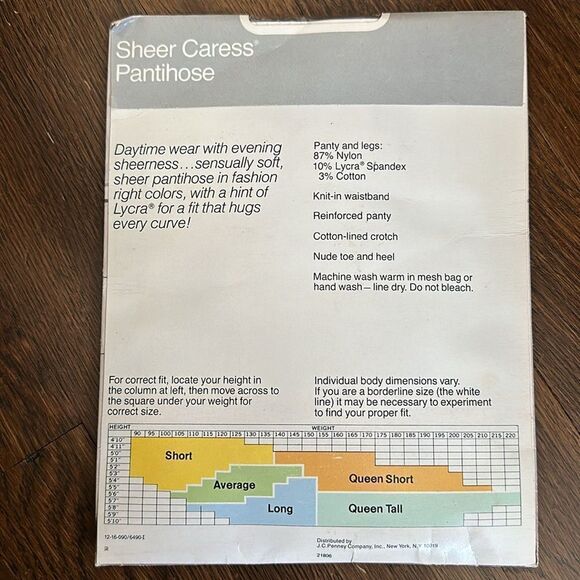 Sheer Caress®
Pantihose
Daytime wear with evening
sheerness...sensually soft,
sheer pantihose in fashion
right colors, with a hint of
Lycra® for a fit that hugs
every curve!
Panty and legs:
87% Nylon
10% Lycra® Spandex
3% Cotton
Knit-in waistband
Reinforced panty
Cotton-lined crotch
Nude toe and heel
Machine wash warm in mesh bag or
hand wash — line dry. Do not bleach.
For correct fit, locate your height in
the column at left, then move across to
the square under your weight for
correct size.
Individual body dimensions vary.
If you are a borderline size (the white
line) it may be necessary to experiment
to find your proper fit.
HEIGHT WEIGHT
90 95 100 105 110 115 120 125 130 135 140 145 150 155 160 165 170 175 180 185 190 195 200 205 210 215 220
4'10"
4'11"
5'0"
5'1"
5'2"
5'3"
5'4"
5'5"
5'6"
5'7"
5'8"
5'9"
5'10"
Short
Average
Long
Queen Short
Queen Tall
12-16-090/6490-E
Distributed by
J.C. Penney Company, Inc., New York, N.Y. 10019
21806